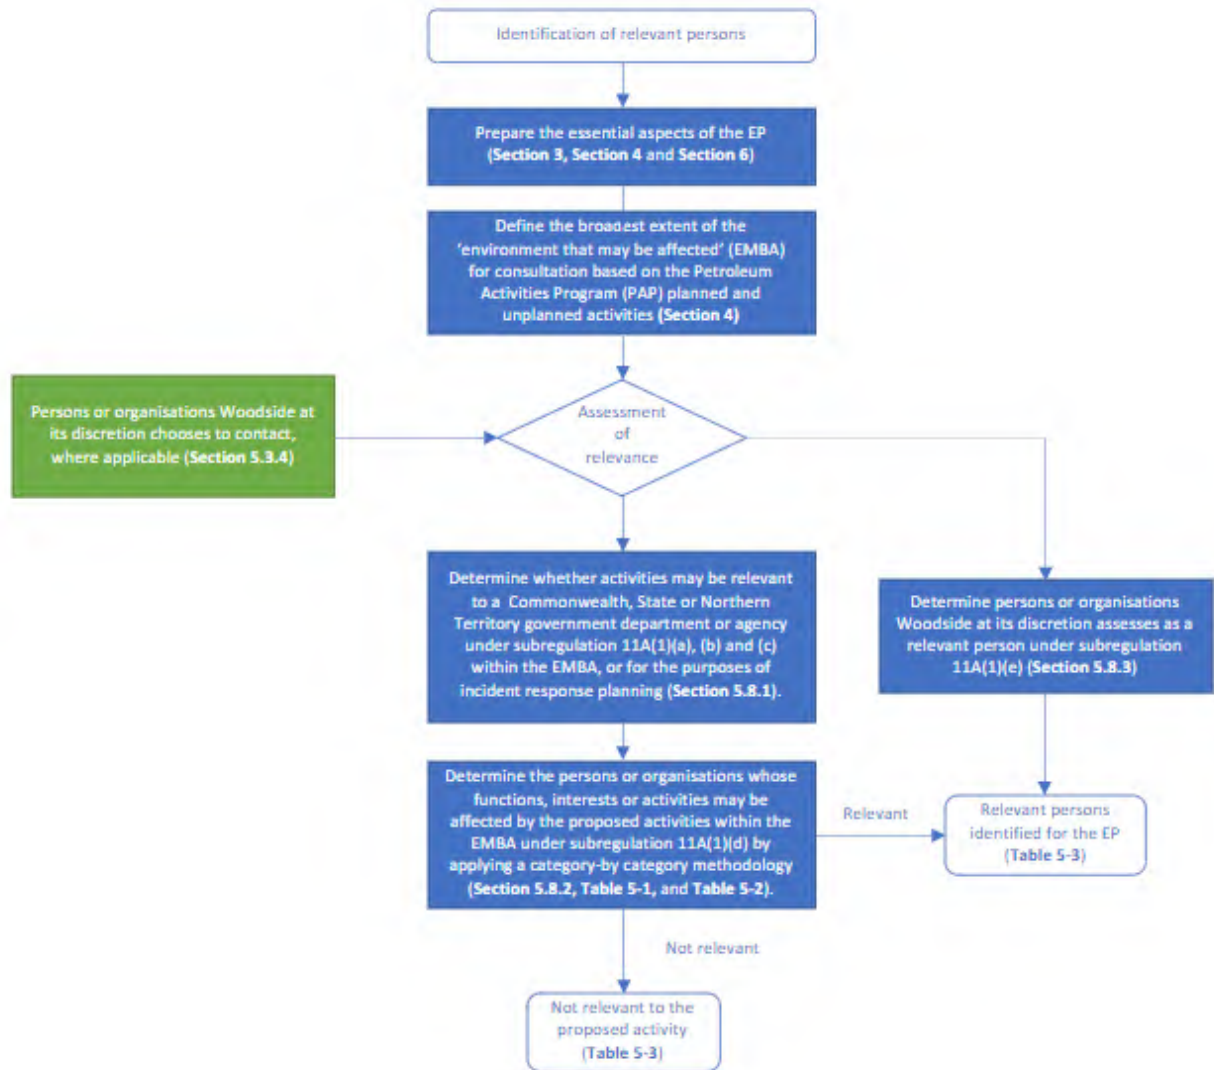 Identification of relevant persons
Prepare the essential aspects of the EP
(Section 3, Section 4 and Section 6)
Define the broadest extent of the
‘environment that may be affected’ (EMBA)
for consultation based on the Petroleum
Activities Program (PAP) planned and
unplanned activities (Section 4)
Persons or organisations Woodside at
its discretion chooses to contact,
where applicable (Section 5.3.4)
Assessment
of
relevance
Determine whether activities may be relevant
to a Commonwealth, State or Northern
Territory government department or agency
under subregulation 11A(1)(a), (b) and (c)
within the EMBA, or for the purposes of
incident response planning (Section 5.8.1).
Determine persons or organisations
Woodside at its discretion assesses as a
relevant person under subregulation
11A(1)(e) (Section 5.8.3)
Determine the persons or organisations whose
functions, interests or activities may be
affected by the proposed activities within the
EMBA under subregulation 11A(1)(d) by
applying a category-by category methodology
(Section 5.8.2, Table 5-1, and Table 5-2).
Relevant
Relevant persons
identified for the EP
(Table 5-3)
Not relevant
Not relevant to the
proposed activity
(Table 5-3)